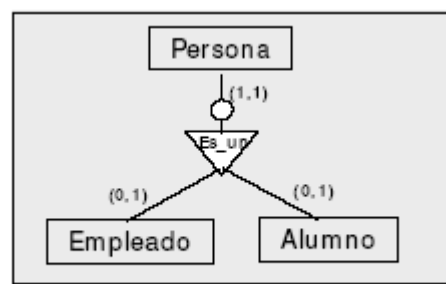 Persona
(1,1)
Es_un
(0,1)
(0,1)
Empleado
Alumno